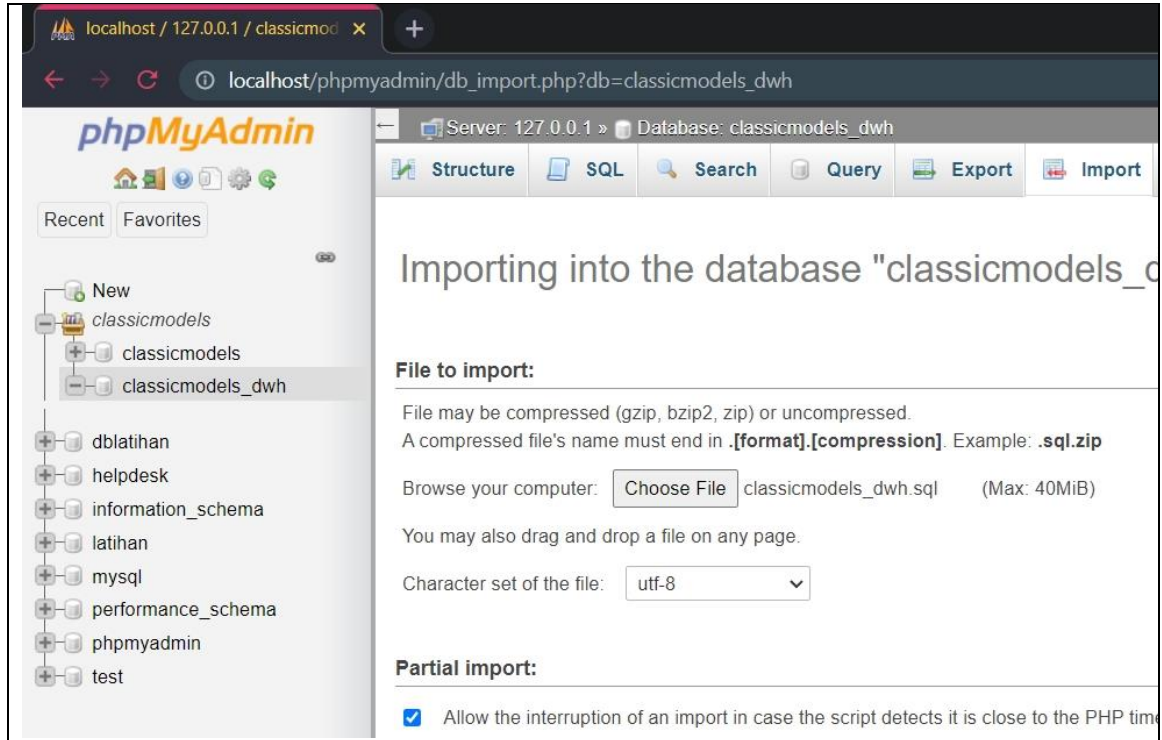 localhost / 127.0.0.1 / classicmod
localhost/phpmyadmin/db_import.php?db=classicmodels_dwh
phpMyAdmin
Recent Favorites
New
classicmodels
classicmodels
classicmodels_dwh
dblatihan
helpdesk
information_schema
latihan
mysql
performance_schema
phpmyadmin
test
Server: 127.0.0.1 » Database: classicmodels_dwh
Structure SQL Search Query Export Import
Importing into the database "classicmodels_d
File to import:
File may be compressed (gzip, bzip2, zip) or uncompressed.
A compressed file's name must end in .[format].[compression]. Example: .sql.zip
Browse your computer: Choose File classicmodels_dwh.sql (Max: 40MiB)
You may also drag and drop a file on any page.
Character set of the file: utf-8
Partial import:
Allow the interruption of an import in case the script detects it is close to the PHP time